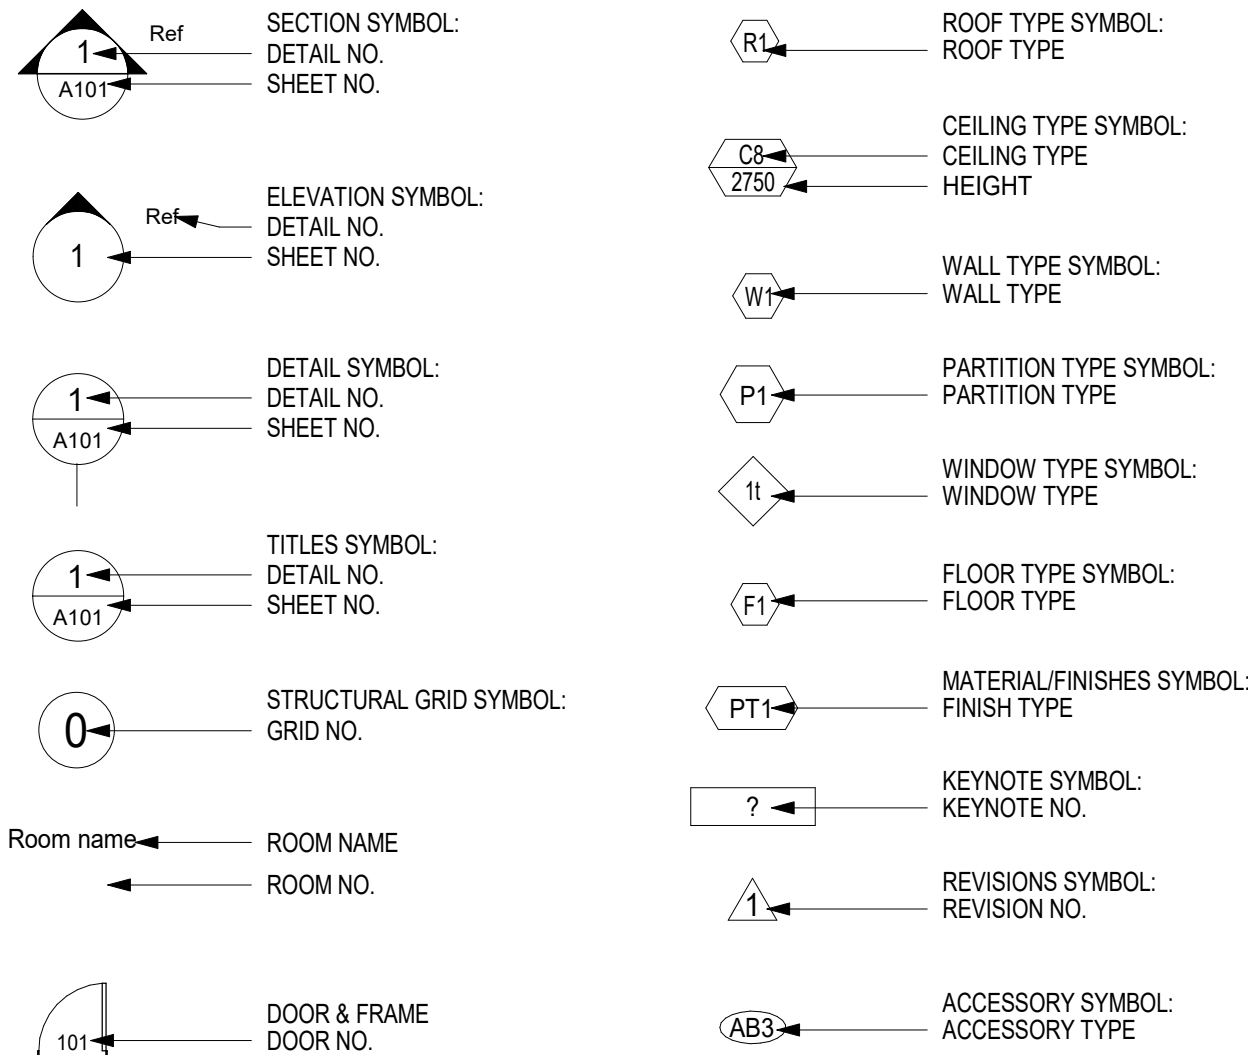 Ref
1
A101
SECTION SYMBOL:
DETAIL NO.
SHEET NO.
Ref
1
ELEVATION SYMBOL:
DETAIL NO.
SHEET NO.
1
A101
DETAIL SYMBOL:
DETAIL NO.
SHEET NO.
1
A101
TITLES SYMBOL:
DETAIL NO.
SHEET NO.
0
STRUCTURAL GRID SYMBOL:
GRID NO.
Room name
ROOM NAME
ROOM NO.
101
DOOR & FRAME
DOOR NO.
R1
ROOF TYPE SYMBOL:
ROOF TYPE
C8
2750
CEILING TYPE SYMBOL:
CEILING TYPE
HEIGHT
W1
WALL TYPE SYMBOL:
WALL TYPE
P1
PARTITION TYPE SYMBOL:
PARTITION TYPE
1t
WINDOW TYPE SYMBOL:
WINDOW TYPE
F1
FLOOR TYPE SYMBOL:
FLOOR TYPE
PT1
MATERIAL/FINISHES SYMBOL:
FINISH TYPE
?
KEYNOTE SYMBOL:
KEYNOTE NO.
1
REVISIONS SYMBOL:
REVISION NO.
AB3
ACCESSORY SYMBOL:
ACCESSORY TYPE